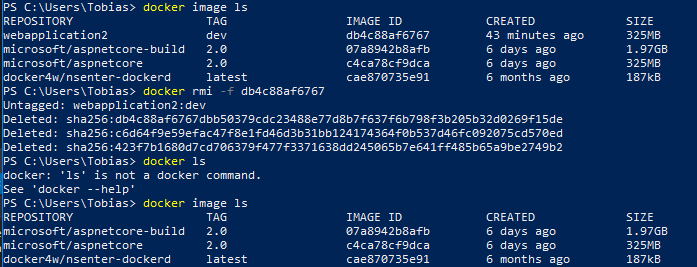 PS C:\Users\Tobias> docker image ls
REPOSITORY TAG IMAGE ID CREATED SIZE
webapplication2 dev db4c88af6767 43 minutes ago 325MB
microsoft/aspnetcore-build 2.0 07a8942b8afb 6 days ago 1.97GB
microsoft/aspnetcore 2.0 c4ca78cf9dca 6 days ago 325MB
docker4w/nsenter-dockerd latest cae870735e91 6 months ago 187kB
PS C:\Users\Tobias> docker rmi -f db4c88af6767
Untagged: webapplication2:dev
Deleted: sha256:db4c88af6767dbb50379cdc23488e77d8b7f637f6b798f3b205b32d0269f15de
Deleted: sha256:c6d64f9e59efac47f8e1fd46d3b31bb124174364f0b537d46fc092075cd570ed
Deleted: sha256:423f7b1680d7cd706379f477f3371638dd245065b7e641ff485b65a9be2749b2
PS C:\Users\Tobias> docker ls
docker: 'ls' is not a docker command.
See 'docker --help'
PS C:\Users\Tobias> docker image ls
REPOSITORY TAG IMAGE ID CREATED SIZE
microsoft/aspnetcore-build 2.0 07a8942b8afb 6 days ago 1.97GB
microsoft/aspnetcore 2.0 c4ca78cf9dca 6 days ago 325MB
docker4w/nsenter-dockerd latest cae870735e91 6 months ago 187kB